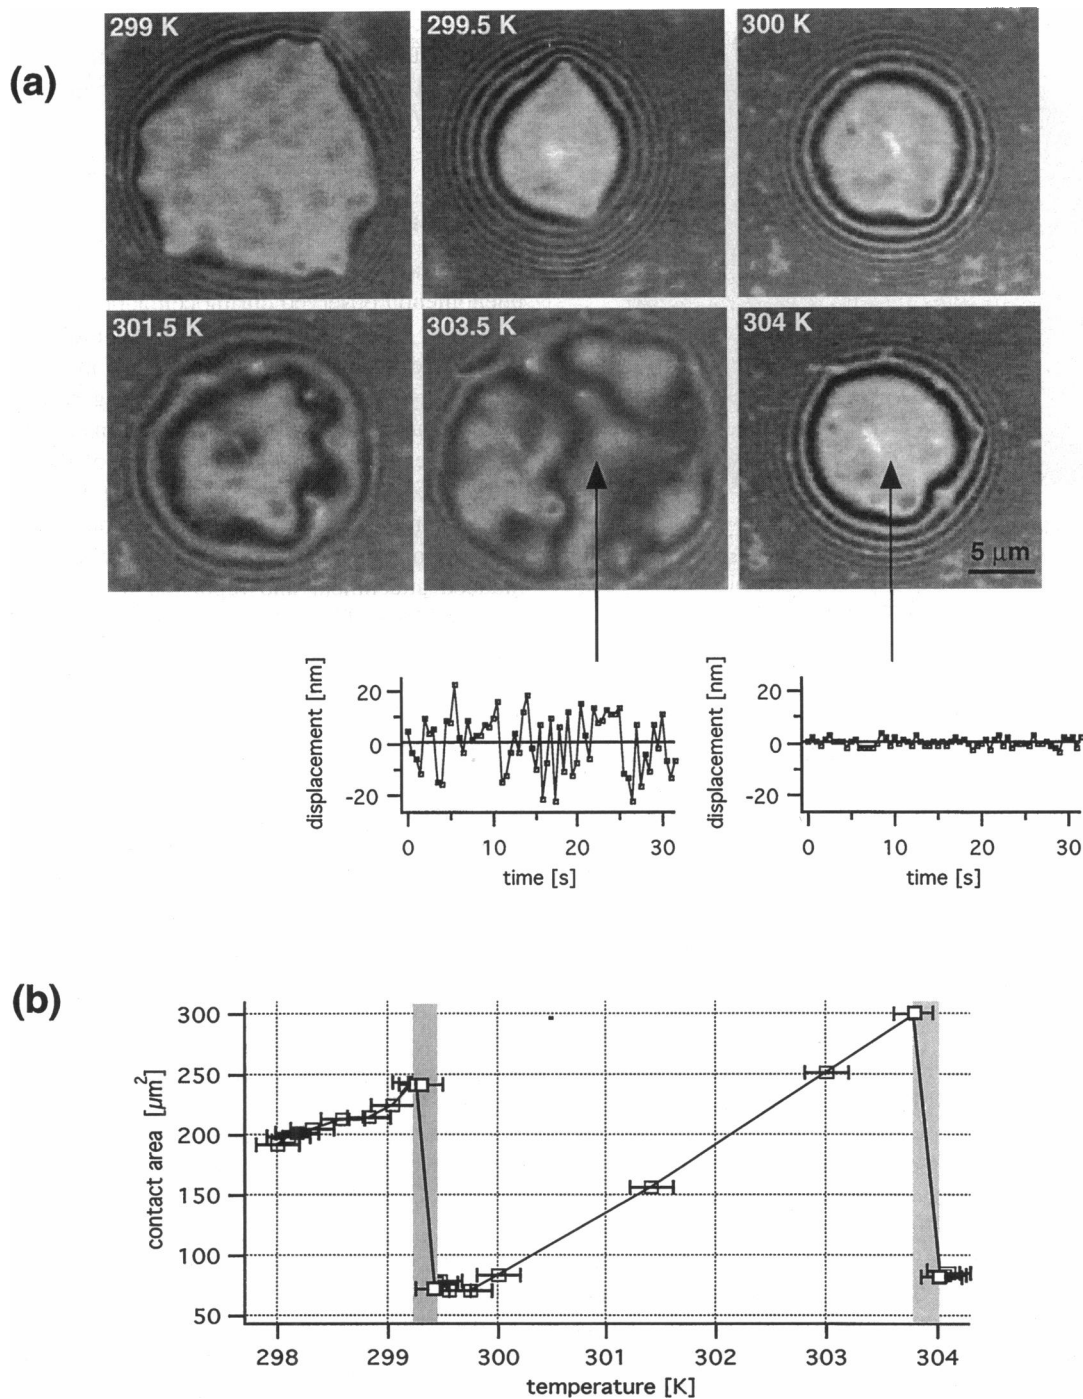 (a)
299 K
299.5 K
300 K
301.5 K
303.5 K
304 K
5 μm
displacement [nm]
20
0
-20
0
10
20
30
time [s]
displacement [nm]
20
0
-20
0
10
20
30
time [s]
(b)
contact area [μm²]
300
250
200
150
100
50
298
299
300
301
302
303
304
temperature [K]